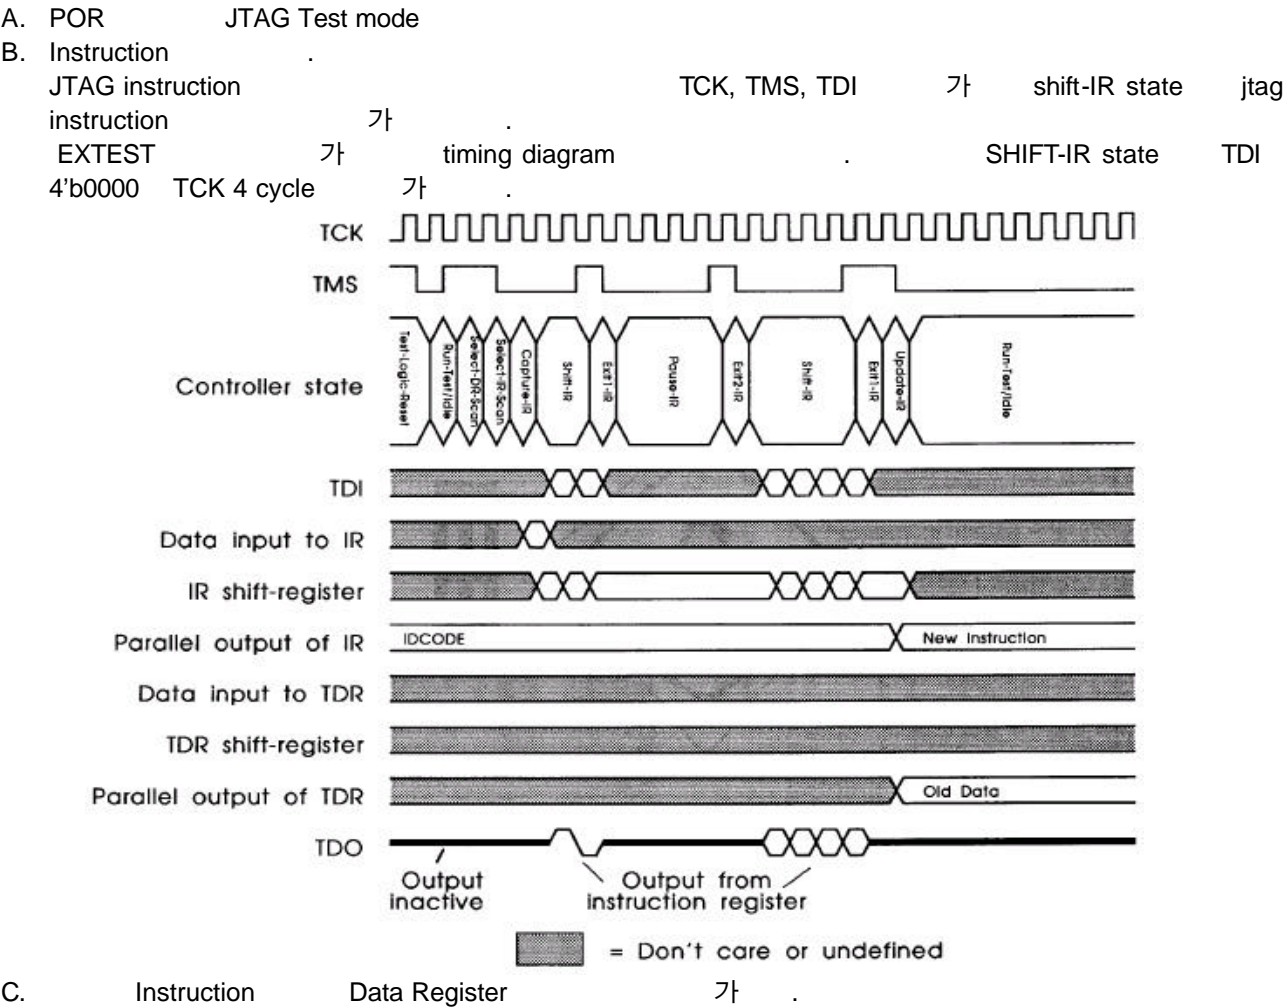 A. POR JTAG Test mode
B. Instruction .
JTAG instruction TCK, TMS, TDI 가 shift-IR state jtag
instruction 가 .
EXTEST 가 timing diagram . SHIFT-IR state TDI
4'b0000 TCK 4 cycle 가 .
TCK
TMS
Controller state
Test-Logic-Reset
Run-Test/Idle
Select-DR-Scan
Select-IR-Scan
Capture-IR
Shift-IR
Exit1-IR
Pause-IR
Exit2-IR
Shift-IR
Exit1-IR
Update-IR
Run-Test/Idle
TDI
Data input to IR
IR shift-register
Parallel output of IR
IDCODE
New Instruction
Data input to TDR
TDR shift-register
Parallel output of TDR
Old Data
TDO
Output inactive
Output from instruction register
= Don't care or undefined
C. Instruction Data Register 가 .